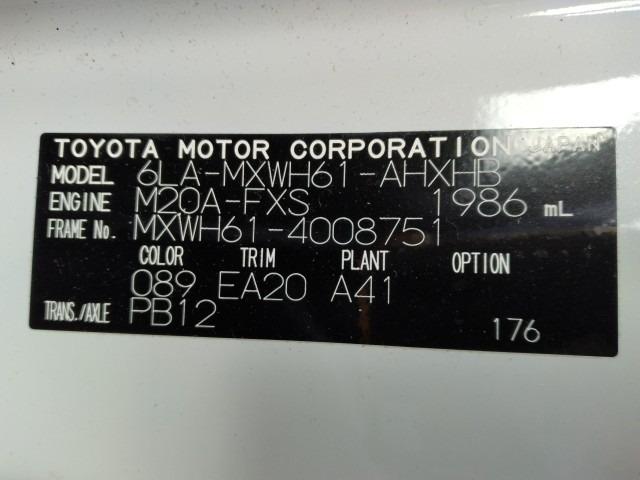 TOYOTA MOTOR CORPORATION JAPAN
MODEL 6LA-MXWH61-AHXHB
ENGINE M20A-FXS 1986 mL
FRAME No. MXWH61-4008751
COLOR TRIM PLANT OPTION
089 EA20 A41
TRANS./AXLE PB12
176